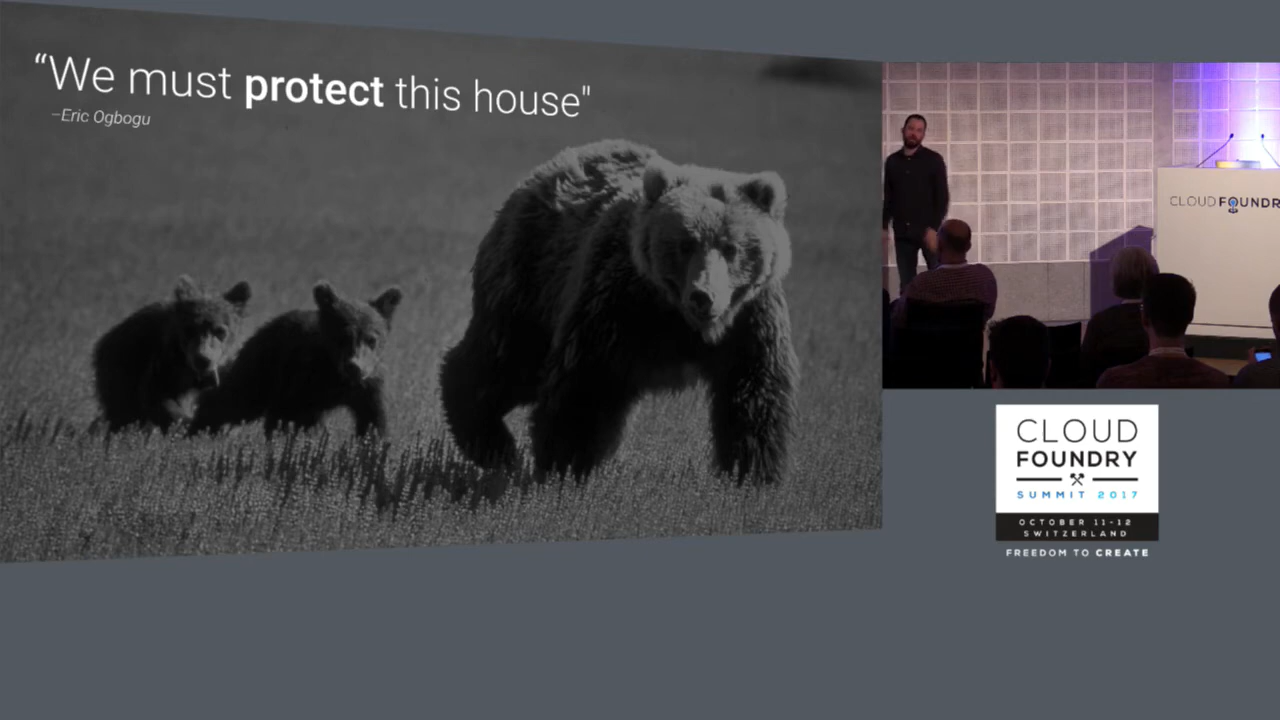 “We must protect this house"
–Eric Ogbogu
CLOUD FOUNDR
CLOUD
FOUNDRY
SUMMIT 2017
OCTOBER 11-12
SWITZERLAND
FREEDOM TO CREATE